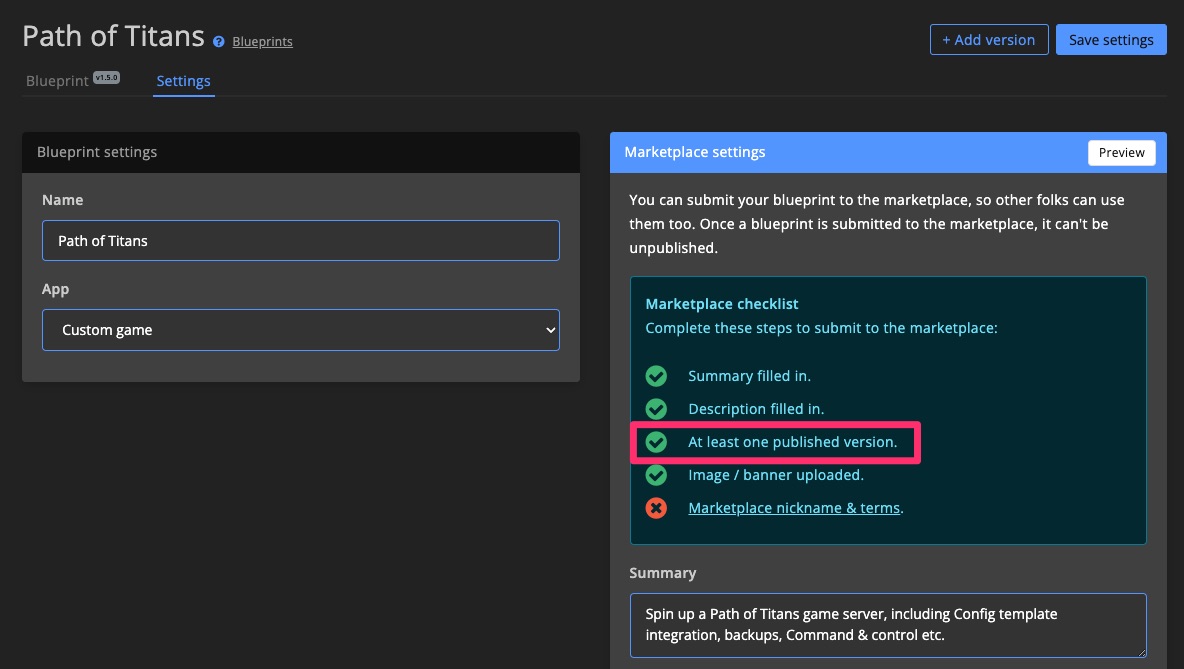 Path of Titans ? Blueprints
+ Add version
Save settings
Blueprint v1.5.0
Settings
Blueprint settings
Name
Path of Titans
App
Custom game
Marketplace settings
Preview
You can submit your blueprint to the marketplace, so other folks can use
them too. Once a blueprint is submitted to the marketplace, it can't be
unpublished.
Marketplace checklist
Complete these steps to submit to the marketplace:
Summary filled in.
Description filled in.
At least one published version.
Image / banner uploaded.
Marketplace nickname & terms.
Summary
Spin up a Path of Titans game server, including Config template
integration, backups, Command & control etc.